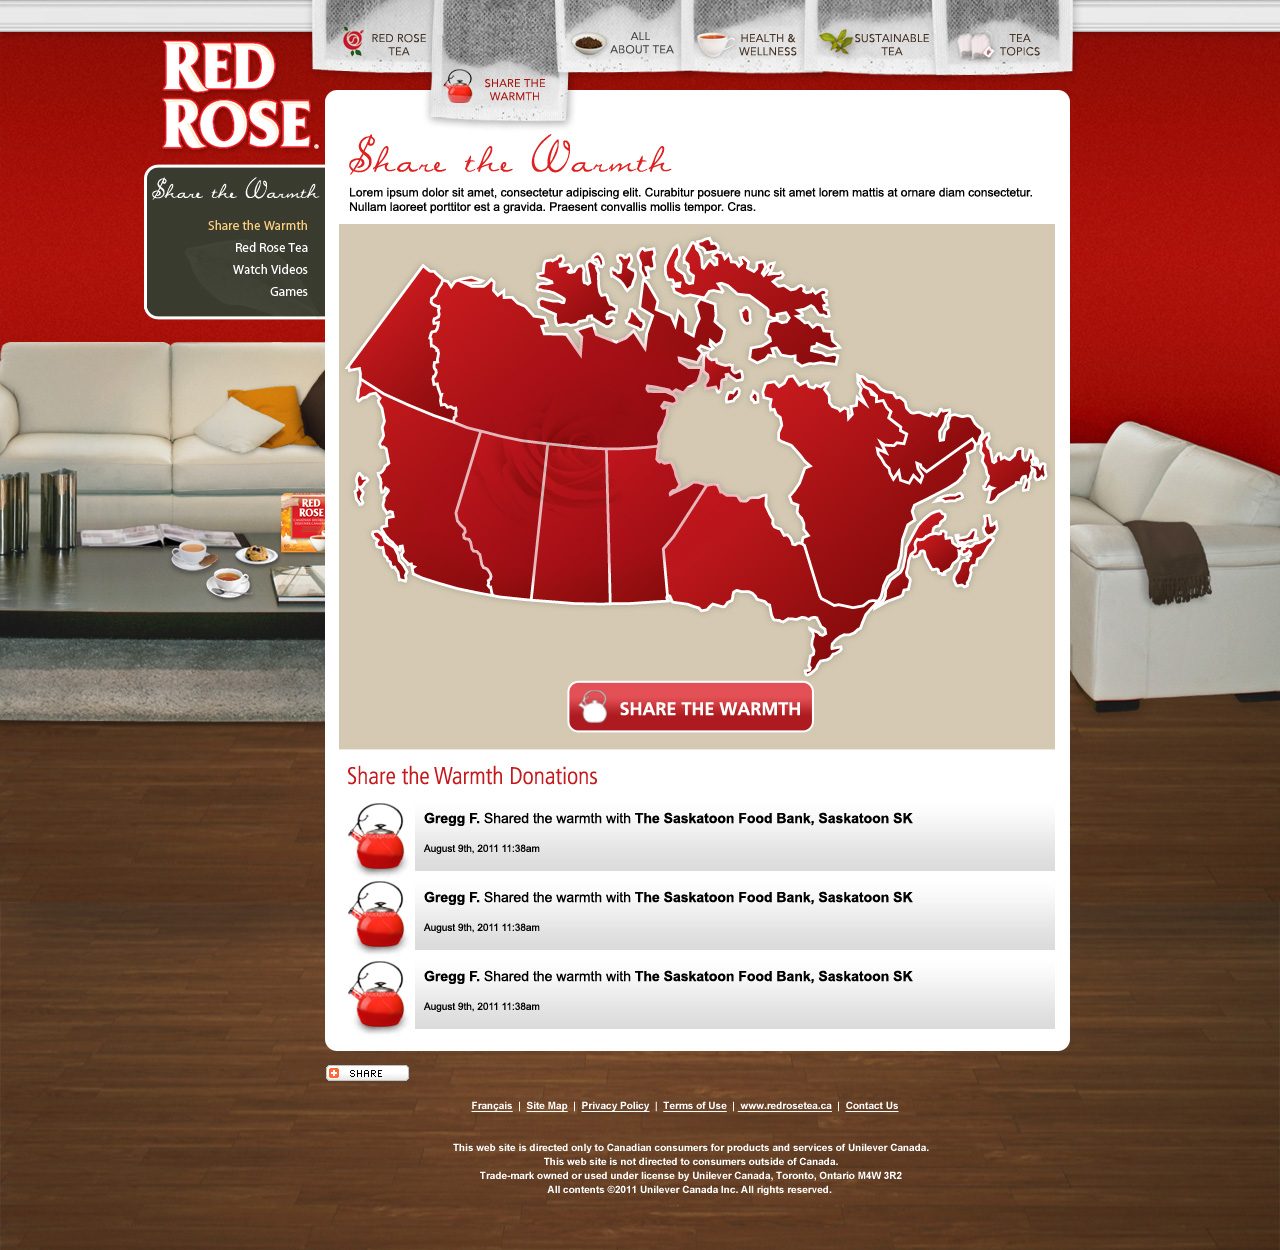 RED ROSE TEA
SHARE THE WARMTH
ALL ABOUT TEA
HEALTH & WELLNESS
SUSTAINABLE TEA
TEA TOPICS
RED
ROSE.
Share the Warmth
Share the Warmth
Red Rose Tea
Watch Videos
Games
Share the Warmth
Lorem ipsum dolor sit amet, consectetur adipiscing elit. Curabitur posuere nunc sit amet lorem mattis at ornare diam consectetur.
Nullam laoreet porttitor est a gravida. Praesent convallis mollis tempor. Cras.
RED
ROSE
SHARE THE WARMTH
Share the Warmth Donations
Gregg F. Shared the warmth with The Saskatoon Food Bank, Saskatoon SK
August 9th, 2011 11:38am
Gregg F. Shared the warmth with The Saskatoon Food Bank, Saskatoon SK
August 9th, 2011 11:38am
Gregg F. Shared the warmth with The Saskatoon Food Bank, Saskatoon SK
August 9th, 2011 11:38am
SHARE
Français | Site Map | Privacy Policy | Terms of Use | www.redrosetea.ca | Contact Us
This web site is directed only to Canadian consumers for products and services of Unilever Canada.
This web site is not directed to consumers outside of Canada.
Trade-mark owned or used under license by Unilever Canada, Toronto, Ontario M4W 3R2
All contents ©2011 Unilever Canada Inc. All rights reserved.